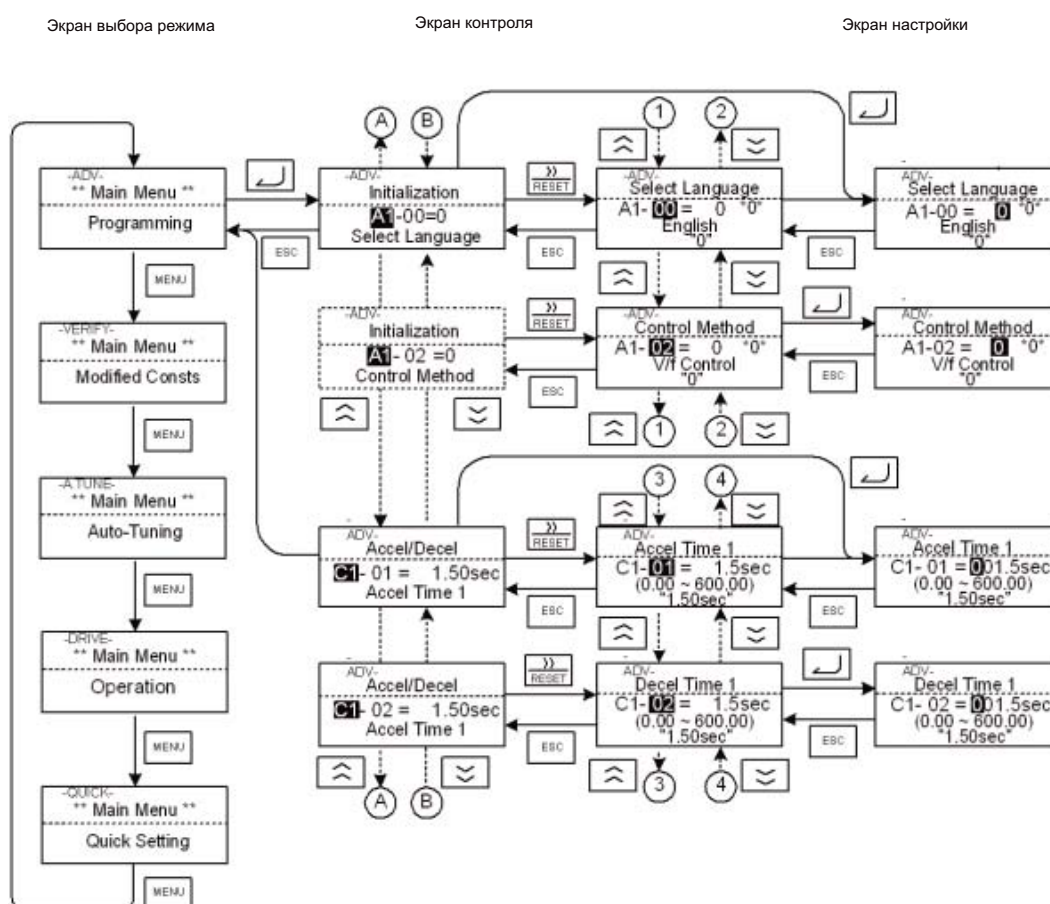 Экран выбора режима
Экран контроля
Экран настройки
-ADV-
** Main Menu **
Programming
MENU
-VERIFY-
** Main Menu **
Modified Consts
MENU
-A.TUNE-
** Main Menu **
Auto-Tuning
MENU
-DRIVE-
** Main Menu **
Operation
MENU
-QUICK-
** Main Menu **
Quick Setting
MENU
A
B
-ADV-
Initialization
A1-00=0
Select Language
ESC
RESET
ESC
-ADV-
Initialization
A1- 02 =0
Control Method
RESET
ESC
-ADV-
Accel/Decel
C1- 01 = 1.50sec
Accel Time 1
RESET
ESC
ADV-
Accel/Decel
C1- 02 = 1.50sec
Accel Time 1
RESET
ESC
A
B
1
2
-ADV-
Select Language
A1- 00 = 0 "0"
English
"0"
ESC
-ADV-
Control Method
A1- 02 = 0 "0"
V/f Control
"0"
ESC
1
2
3
4
-ADV-
Accel Time 1
C1- 01 = 1.5sec
(0.00 ~ 600.00)
"1.50sec"
ESC
ADV-
Decel Time 1
C1- 02 = 1.5sec
(0.00 ~ 600.00)
"1.50sec"
ESC
3
4
-ADV-
Select Language
A1-00 = 0 "0"
English
"0"
-ADV-
Control Method
A1-02 = 0 "0"
V/f Control
"0"
-ADV-
Accel Time 1
C1- 01 = 001.5sec
(0.00 ~ 600.00)
"1.50sec"
ADV-
Decel Time 1
C1- 02 = 001.5sec
(0.00 ~ 600.00)
"1.50sec"